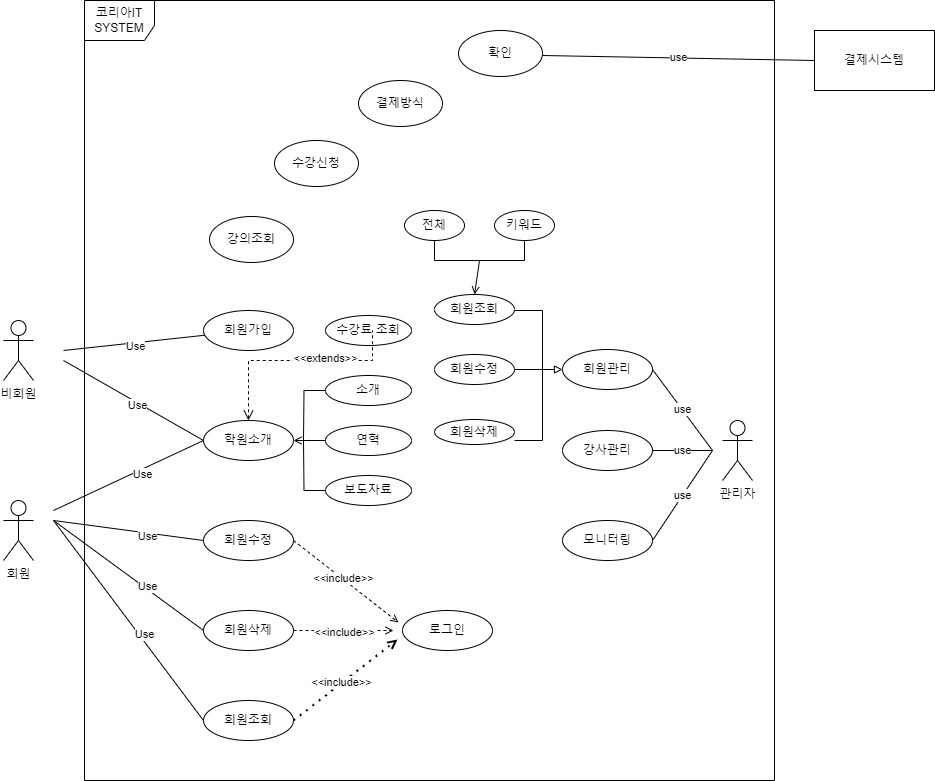 코리아IT
SYSTEM
확인
use
결제시스템
결제방식
수강신청
강의조회
전체
키워드
회원조회
회원가입
수강료 조회
Use
<<extends>>
비회원
소개
회원수정
회원관리
Use
use
학원소개
연혁
회원삭제
강사관리
use
관리자
Use
보도자료
use
회원
Use
회원수정
모니터링
<<include>>
Use
회원삭제
<<include>>
로그인
Use
<<include>>
회원조회